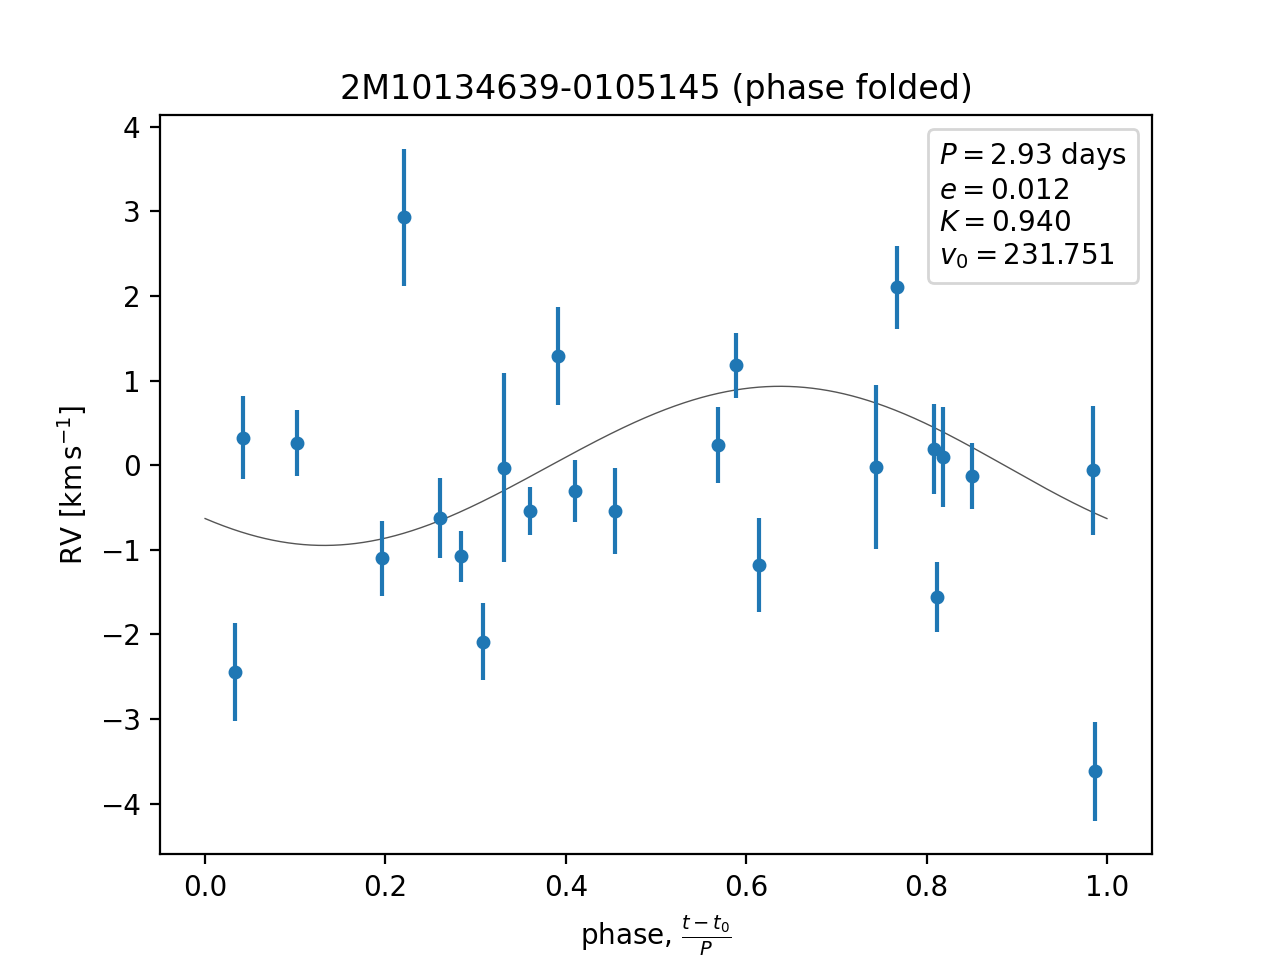 2M10134639-0105145 (phase folded)
P = 2.93 days
e = 0.012
K = 0.940
v₀ = 231.751
RV [km s⁻¹]
4
3
2
1
0
−1
−2
−3
−4
0.0 0.2 0.4 0.6 0.8 1.0
phase, (t − t₀)/P